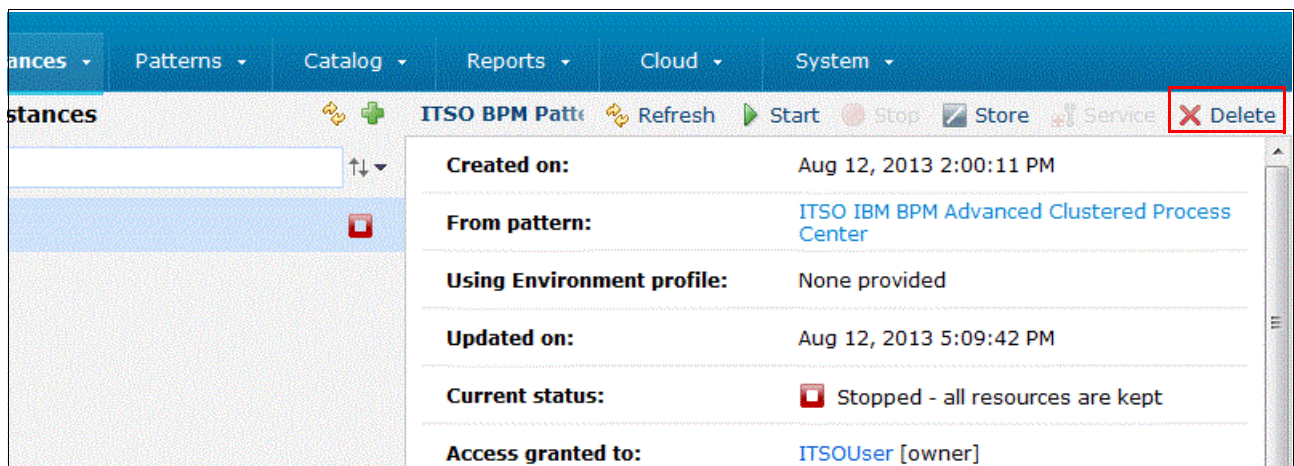 ances Patterns Catalog Reports Cloud System
stances
ITSO BPM Patte Refresh Start Stop Store Service Delete
Created on: Aug 12, 2013 2:00:11 PM
From pattern: ITSO IBM BPM Advanced Clustered Process
Center
Using Environment profile: None provided
Updated on: Aug 12, 2013 5:09:42 PM
Current status: Stopped - all resources are kept
Access granted to: ITSOUser [owner]